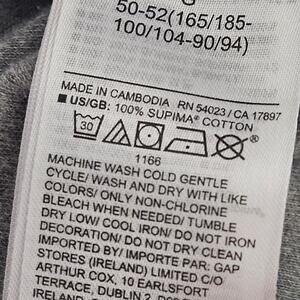 50-52(165/185-
100/104-90/94)
MADE IN CAMBODIA RN 54023 / CA 17897
■ US/GB: 100% SUPIMA® COTTON
30
1166
MACHINE WASH COLD GENTLE
CYCLE/ WASH AND DRY WITH LIKE
COLORS/ ONLY NON-CHLORINE
BLEACH WHEN NEEDED/ TUMBLE
DRY LOW/ COOL IRON/ DO NOT IRON
DECORATION/ DO NOT DRY CLEAN
IMPORTED BY/ IMPORTE PAR: GAP
STORES (IRELAND) LIMITED C/O
ARTHUR COX, 10 EARLSFORT
TERRACE, DUBLIN 2,